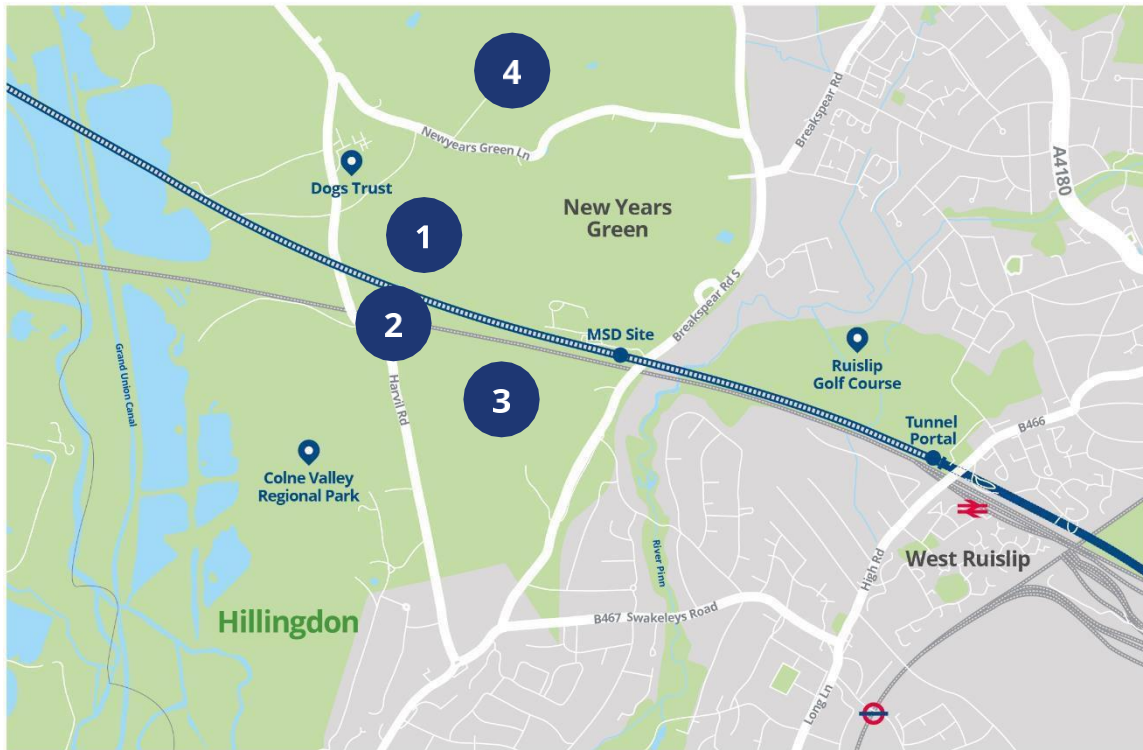 4
Breakspear Rd
Newyears Green Ln
A4180
Dogs Trust
1
New Years
Green
Breakspear Rd S
2
MSD Site
Ruislip
Golf Course
Grand Union Canal
Harvil Rd
3
Tunnel
Portal
B466
Colne Valley
Regional Park
River Pinn
High Rd
West Ruislip
Hillingdon
B467 Swakeleys Road
Long Ln